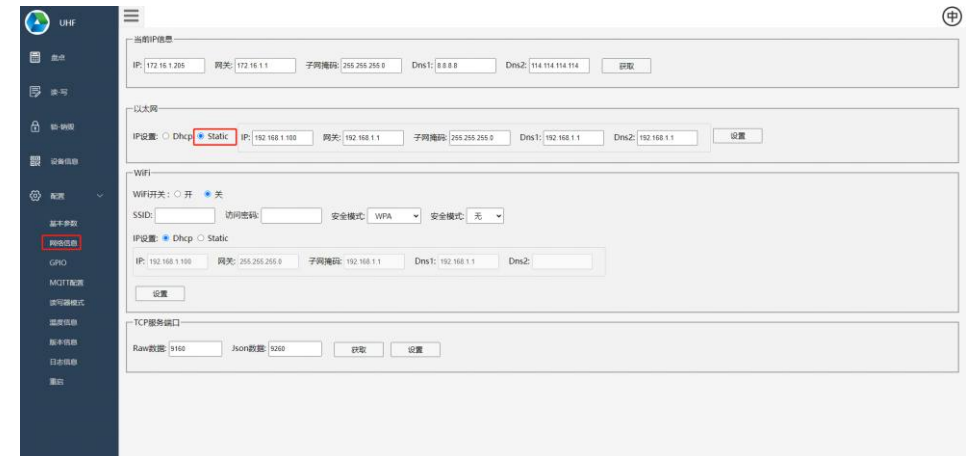 UHF
中
盘点
读-写
锁-销毁
设备信息
配置
基本参数
网络信息
GPIO
MQTT配置
读写器模式
温度信息
版本信息
日志信息
重启
当前IP信息
IP: 172.16.1.205 网关: 172.16.1.1 子网掩码: 255.255.255.0 Dns1: 8.8.8.8 Dns2: 114.114.114.114 获取
以太网
IP设置: Dhcp Static IP: 192.168.1.100 网关: 192.168.1.1 子网掩码: 255.255.255.0 Dns1: 192.168.1.1 Dns2: 192.168.1.1 设置
WiFi
WiFi开关: 开 关
SSID: 访问密码: 安全模式: WPA 安全模式: 无
IP设置: Dhcp Static
IP: 192.168.1.100 网关: 255.255.255.0 子网掩码: 192.168.1.1 Dns1: 192.168.1.1 Dns2:
设置
TCP服务端口
Raw数据: 9160 Json数据: 9260 获取 设置